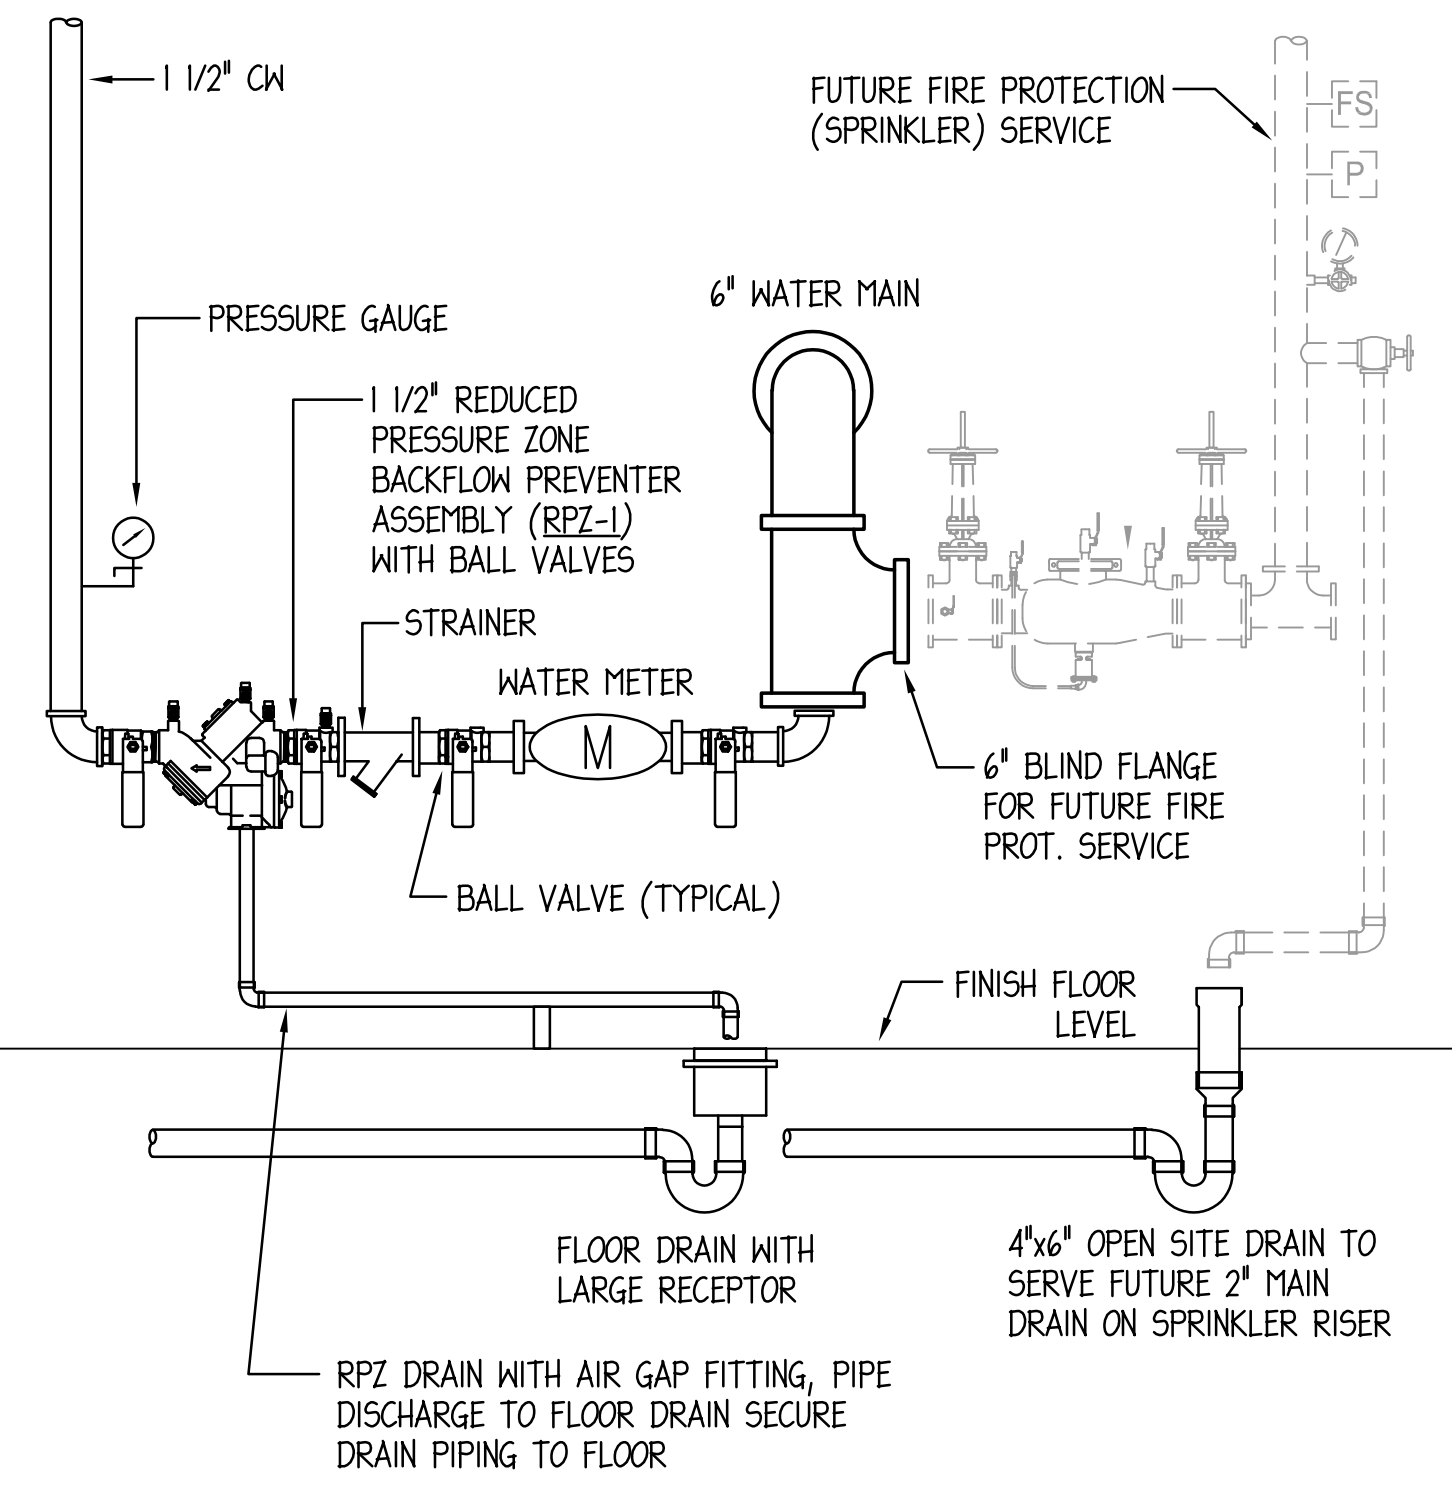 1 1/2" CW
FUTURE FIRE PROTECTION
(SPRINKLER) SERVICE
FS
P
6" WATER MAIN
PRESSURE GAUGE
1 1/2" REDUCED
PRESSURE ZONE
BACKFLOW PREVENTER
ASSEMBLY (RPZ-1)
WITH BALL VALVES
STRAINER
WATER METER
M
6" BLIND FLANGE
FOR FUTURE FIRE
PROT. SERVICE
BALL VALVE (TYPICAL)
FINISH FLOOR
LEVEL
FLOOR DRAIN WITH
LARGE RECEPTOR
4"x6" OPEN SITE DRAIN TO
SERVE FUTURE 2" MAIN
DRAIN ON SPRINKLER RISER
RPZ DRAIN WITH AIR GAP FITTING, PIPE
DISCHARGE TO FLOOR DRAIN SECURE
DRAIN PIPING TO FLOOR